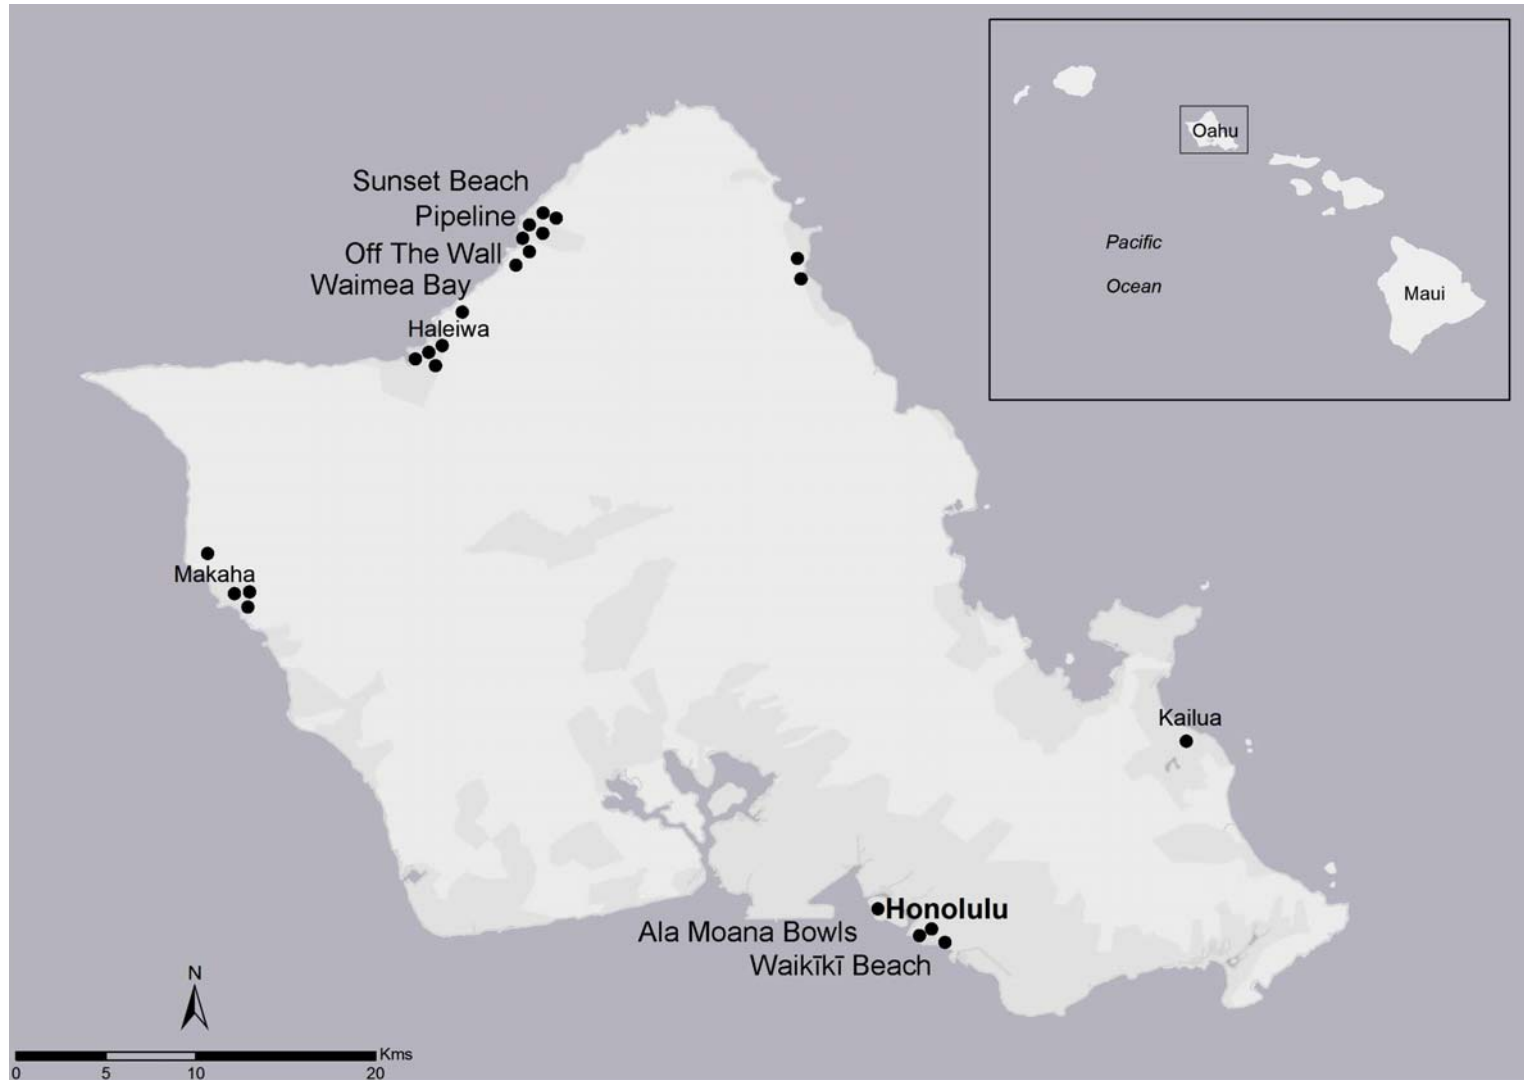 Oahu
Sunset Beach
Pipeline
Off The Wall
Waimea Bay
Haleiwa
Pacific
Ocean
Maui
Makaha
Kailua
Honolulu
Ala Moana Bowls
Waikīkī Beach
N
Kms
0 5 10 20